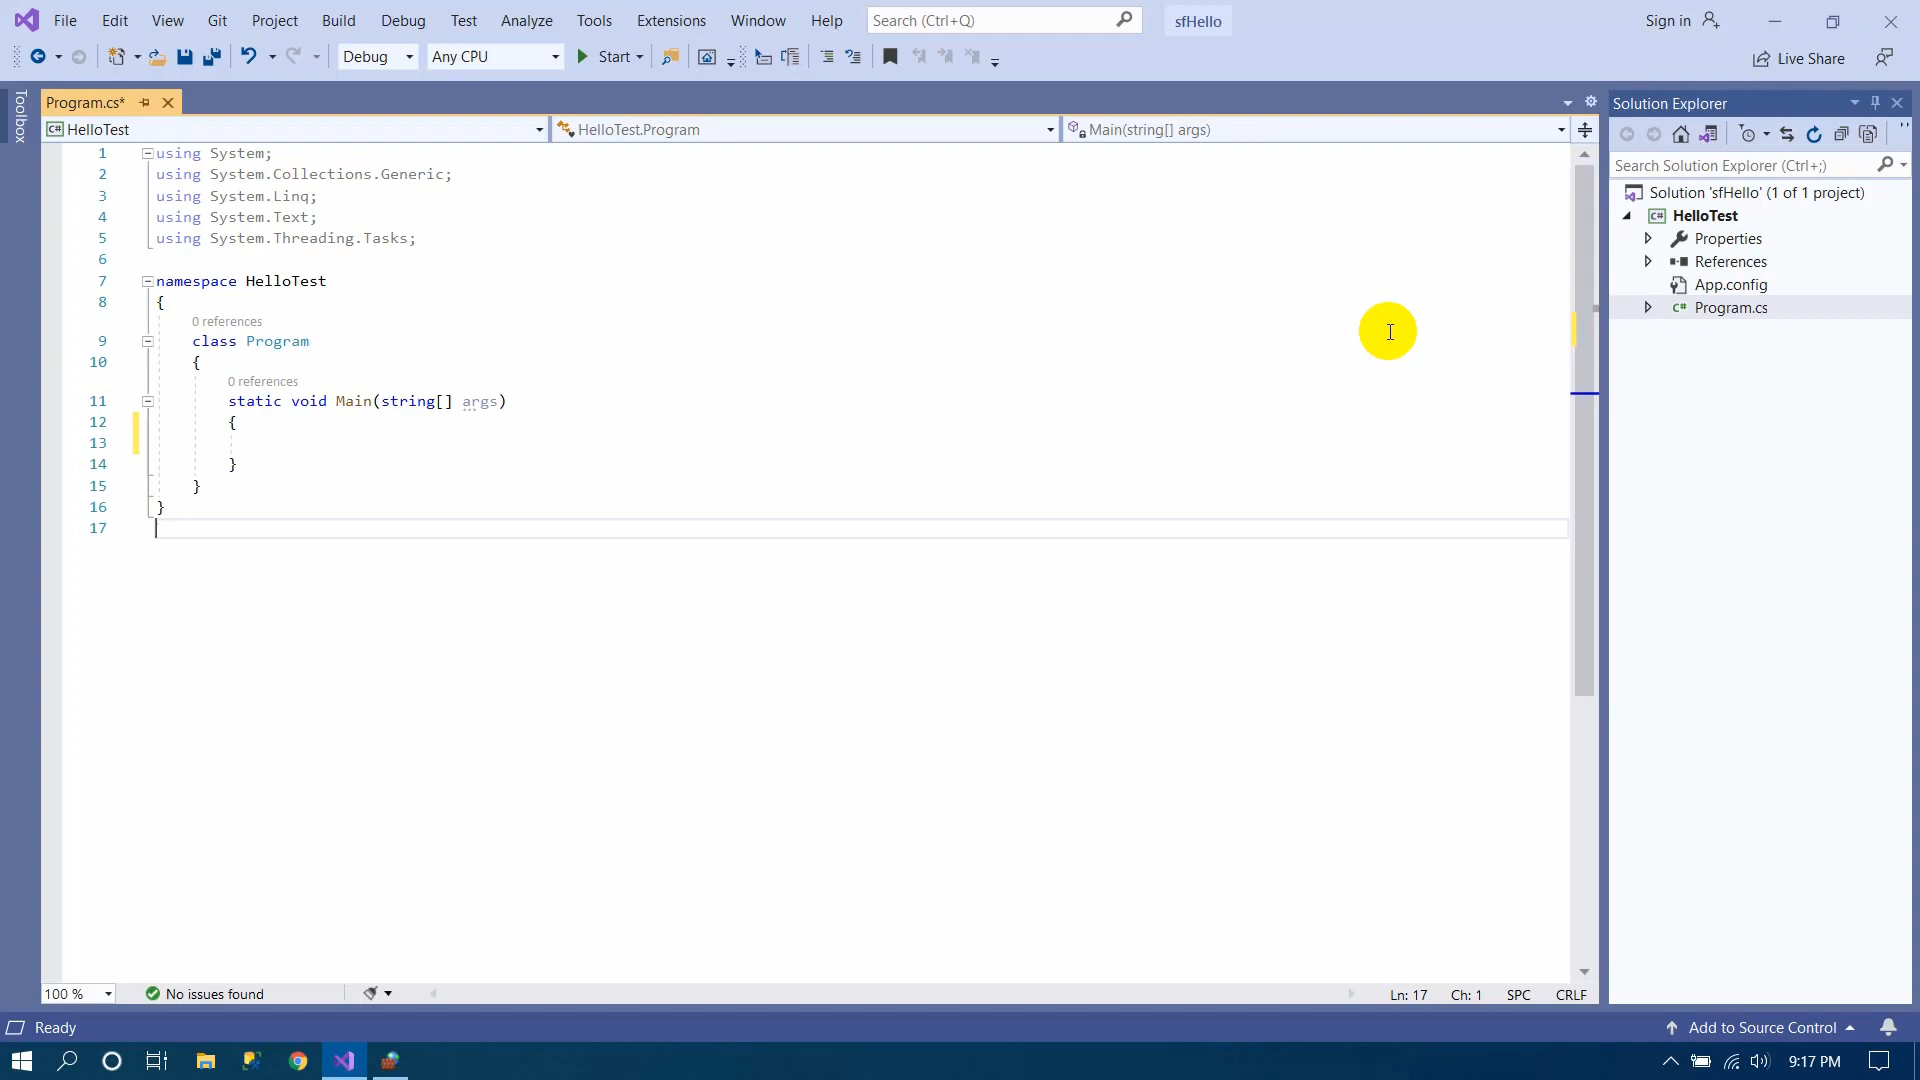 File Edit View Git Project Build Debug Test Analyze Tools Extensions Window Help Search (Ctrl+Q) sfHello Sign in
Debug Any CPU Start Live Share
Toolbox
Program.cs*
HelloTest HelloTest.Program Main(string[] args)
1 using System;
2 using System.Collections.Generic;
3 using System.Linq;
4 using System.Text;
5 using System.Threading.Tasks;
6
7 namespace HelloTest
8 {
0 references
9 class Program
10 {
0 references
11 static void Main(string[] args)
12 {
13
14 }
15 }
16 }
17
100 % No issues found Ln: 17 Ch: 1 SPC CRLF
Solution Explorer
Search Solution Explorer (Ctrl+;)
Solution 'sfHello' (1 of 1 project)
C# HelloTest
Properties
References
App.config
C# Program.cs
Ready Add to Source Control
9:17 PM